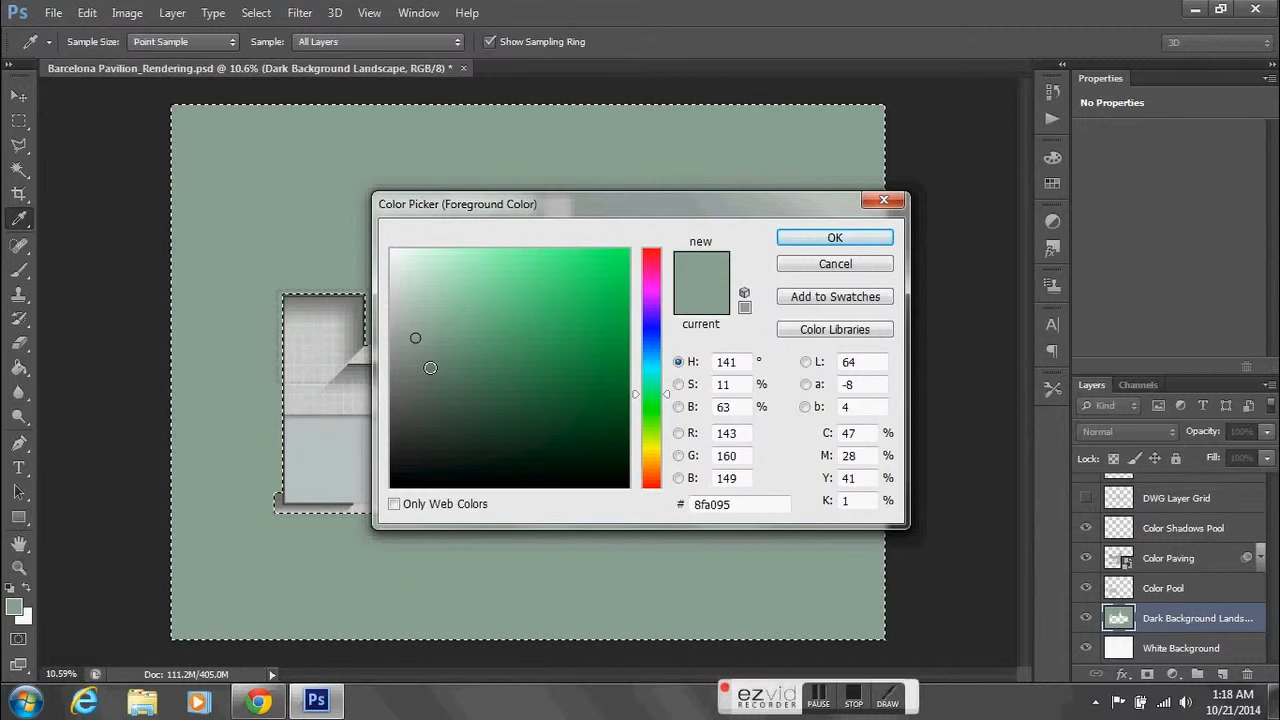 Ps File Edit Image Layer Type Select Filter 3D View Window Help
Sample Size: Point Sample Sample: All Layers Show Sampling Ring 3D
Barcelona Pavilion_Rendering.psd @ 10.6% (Dark Background Landscape, RGB/8) *
Properties
No Properties
Color Picker (Foreground Color)
new
current
OK
Cancel
Add to Swatches
Color Libraries
H: 141 °
S: 11 %
B: 63 %
R: 143
G: 160
B: 149
L: 64
a: -8
b: 4
C: 47 %
M: 28 %
Y: 41 %
K: 1 %
# 8fa095
Only Web Colors
Layers Channels
Kind
Normal Opacity: 100%
Lock: Fill: 100%
DWG Layer Grid
Color Shadows Pool
Color Paving
Color Pool
Dark Background Lands...
White Background
10.59% Doc: 111.2M/405.0M
Ps
ezvid
RECORDER
PAUSE STOP DRAW
1:18 AM
10/21/2014